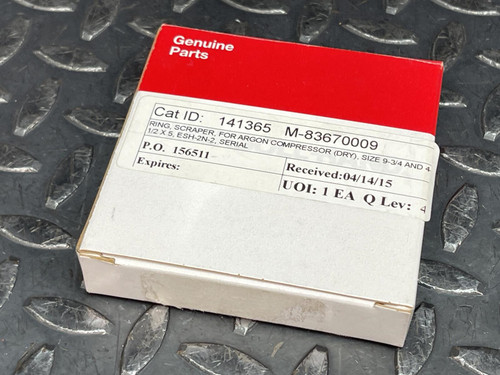 Genuine
Parts
Cat ID: 141365 M-83670009
RING, SCRAPER, FOR ARGON COMPRESSOR (DRY), SIZE 9-3/4 AND 4
1/2 X 5, ESH-2N-2, SERIAL
P.O. 156511
Received:04/14/15
Expires:
UOI: 1 EA Q Lev: 4